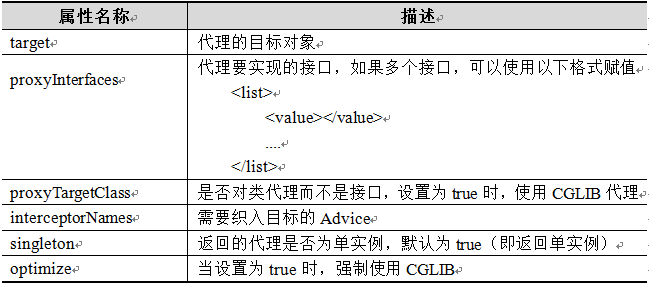 属性名称 描述
target 代理的目标对象
proxyInterfaces 代理要实现的接口，如果多个接口，可以使用以下格式赋值
<list>
<value></value>
....
</list>
proxyTargetClass 是否对类代理而不是接口，设置为 true 时，使用 CGLIB 代理
interceptorNames 需要织入目标的 Advice
singleton 返回的代理是否为单实例，默认为 true（即返回单实例）
optimize 当设置为 true 时，强制使用 CGLIB